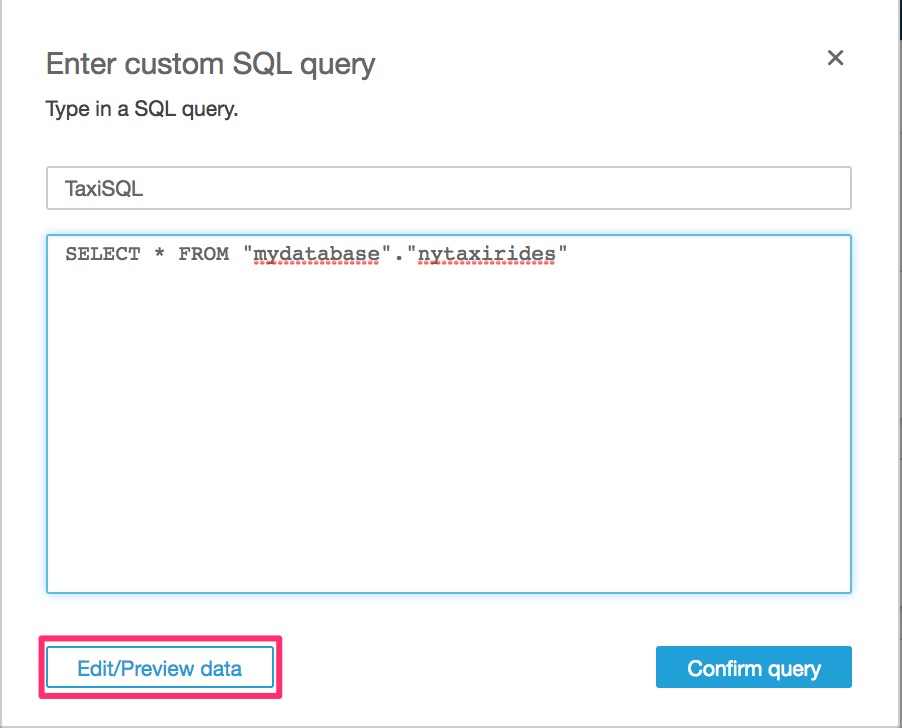 Enter custom SQL query
Type in a SQL query.
TaxiSQL
SELECT * FROM "mydatabase"."nytaxirides"
Edit/Preview data
Confirm query